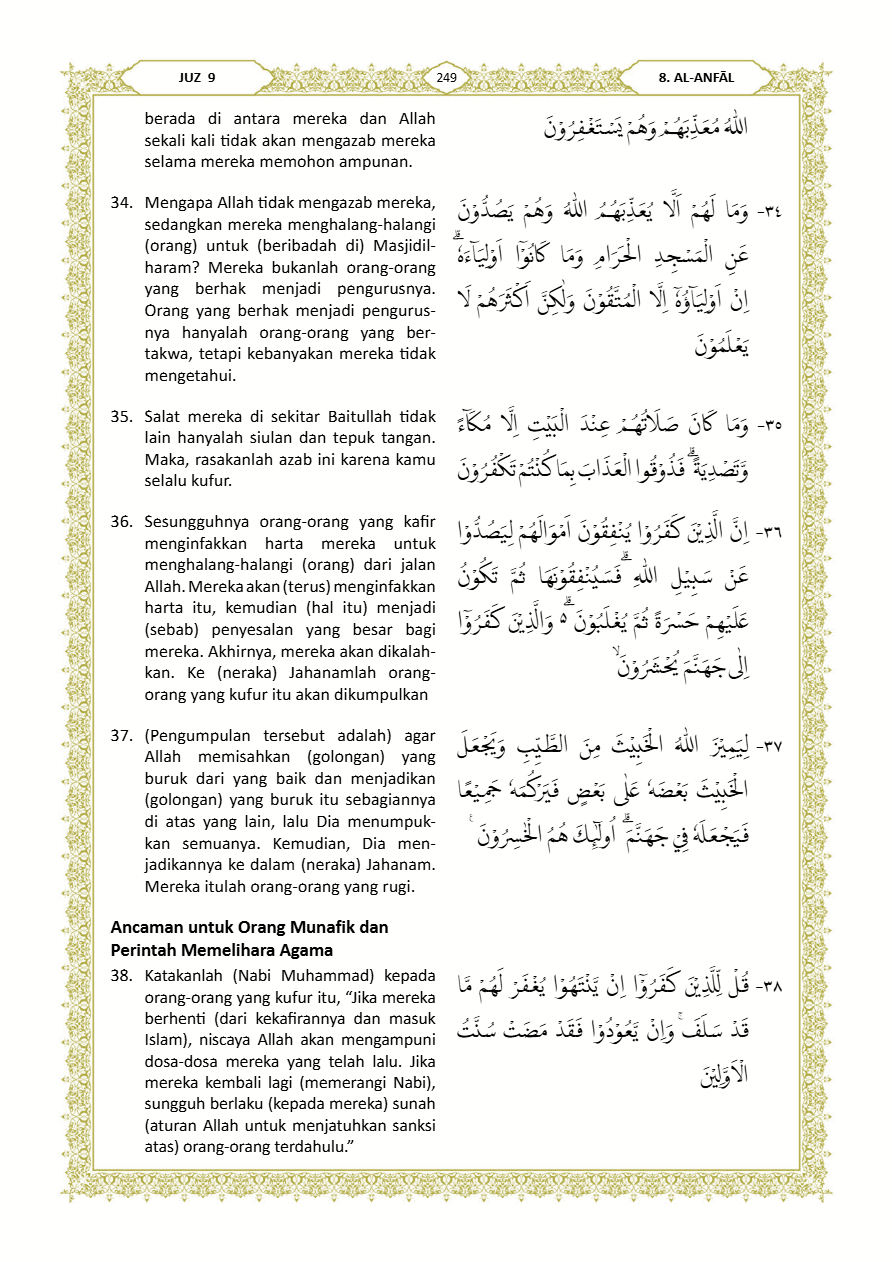 JUZ 9
249
8. AL-ANFĀL
berada di antara mereka dan Allah
sekali kali tidak akan mengazab mereka
selama mereka memohon ampunan.
اللّٰهُ مُعَذِّبَهُمْ وَهُمْ يَسْتَغْفِرُوْنَ
34. Mengapa Allah tidak mengazab mereka,
sedangkan mereka menghalang-halangi
(orang) untuk (beribadah di) Masjidil-
haram? Mereka bukanlah orang-orang
yang berhak menjadi pengurusnya.
Orang yang berhak menjadi pengurus-
nya hanyalah orang-orang yang ber-
takwa, tetapi kebanyakan mereka tidak
mengetahui.
٣٤- وَمَا لَهُمْ اَلَّا يُعَذِّبَهُمُ اللّٰهُ وَهُمْ يَصُدُّوْنَ
عَنِ الْمَسْجِدِ الْحَرَامِ وَمَا كَانُوْٓا اَوْلِيَاۤءَهٗۗ
اِنْ اَوْلِيَاۤؤُهٗٓ اِلَّا الْمُتَّقُوْنَ وَلٰكِنَّ اَكْثَرَهُمْ لَا
يَعْلَمُوْنَ
35. Salat mereka di sekitar Baitullah tidak
lain hanyalah siulan dan tepuk tangan.
Maka, rasakanlah azab ini karena kamu
selalu kufur.
٣٥- وَمَا كَانَ صَلَاتُهُمْ عِنْدَ الْبَيْتِ اِلَّا مُكَاۤءً
وَّتَصْدِيَةًۗ فَذُوْقُوا الْعَذَابَ بِمَا كُنْتُمْ تَكْفُرُوْنَ
36. Sesungguhnya orang-orang yang kafir
menginfakkan harta mereka untuk
menghalang-halangi (orang) dari jalan
Allah. Mereka akan (terus) menginfakkan
harta itu, kemudian (hal itu) menjadi
(sebab) penyesalan yang besar bagi
mereka. Akhirnya, mereka akan dikalah-
kan. Ke (neraka) Jahanamlah orang-
orang yang kufur itu akan dikumpulkan
٣٦- اِنَّ الَّذِيْنَ كَفَرُوْا يُنْفِقُوْنَ اَمْوَالَهُمْ لِيَصُدُّوْا
عَنْ سَبِيْلِ اللّٰهِۗ فَسَيُنْفِقُوْنَهَا ثُمَّ تَكُوْنُ
عَلَيْهِمْ حَسْرَةً ثُمَّ يُغْلَبُوْنَ ەۗ وَالَّذِيْنَ كَفَرُوْٓا
اِلٰى جَهَنَّمَ يُحْشَرُوْنَۙ
37. (Pengumpulan tersebut adalah) agar
Allah memisahkan (golongan) yang
buruk dari yang baik dan menjadikan
(golongan) yang buruk itu sebagiannya
di atas yang lain, lalu Dia menumpuk-
kan semuanya. Kemudian, Dia men-
jadikannya ke dalam (neraka) Jahanam.
Mereka itulah orang-orang yang rugi.
٣٧- لِيَمِيْزَ اللّٰهُ الْخَبِيْثَ مِنَ الطَّيِّبِ وَيَجْعَلَ
الْخَبِيْثَ بَعْضَهٗ عَلٰى بَعْضٍ فَيَرْكُمَهٗ جَمِيْعًا
فَيَجْعَلَهٗ فِيْ جَهَنَّمَۗ اُولٰۤىِٕكَ هُمُ الْخٰسِرُوْنَ ࣖ
Ancaman untuk Orang Munafik dan
Perintah Memelihara Agama
38. Katakanlah (Nabi Muhammad) kepada
orang-orang yang kufur itu, “Jika mereka
berhenti (dari kekafirannya dan masuk
Islam), niscaya Allah akan mengampuni
dosa-dosa mereka yang telah lalu. Jika
mereka kembali lagi (memerangi Nabi),
sungguh berlaku (kepada mereka) sunah
(aturan Allah untuk menjatuhkan sanksi
atas) orang-orang terdahulu.”
٣٨- قُلْ لِّلَّذِيْنَ كَفَرُوْٓا اِنْ يَّنْتَهُوْا يُغْفَرْ لَهُمْ مَّا
قَدْ سَلَفَۚ وَاِنْ يَّعُوْدُوْا فَقَدْ مَضَتْ سُنَّتُ
الْاَوَّلِيْنَ